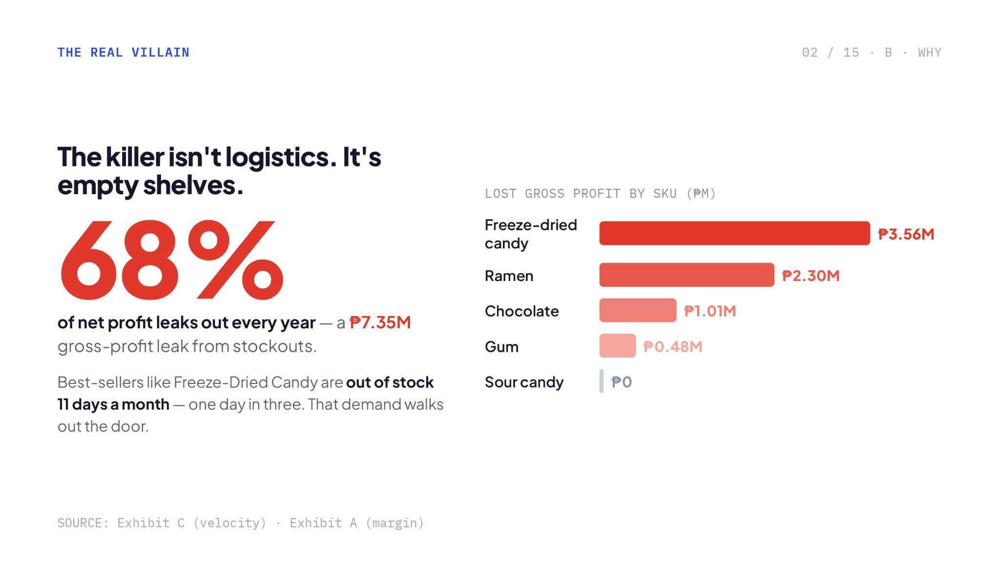 THE REAL VILLAIN
02 / 15 · B · WHY
The killer isn't logistics. It's
empty shelves.
68%
of net profit leaks out every year — a ₱7.35M
gross-profit leak from stockouts.
Best-sellers like Freeze-Dried Candy are out of stock
11 days a month — one day in three. That demand walks
out the door.
LOST GROSS PROFIT BY SKU (₱M)
Freeze-dried
candy
₱3.56M
Ramen
₱2.30M
Chocolate
₱1.01M
Gum
₱0.48M
Sour candy
₱0
SOURCE: Exhibit C (velocity) · Exhibit A (margin)